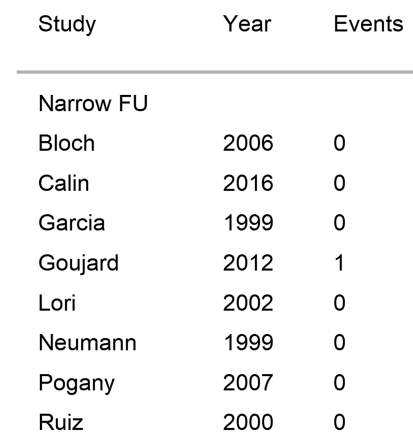 Study Year Events
Narrow FU
Bloch 2006 0
Calin 2016 0
Garcia 1999 0
Goujard 2012 1
Lori 2002 0
Neumann 1999 0
Pogany 2007 0
Ruiz 2000 0